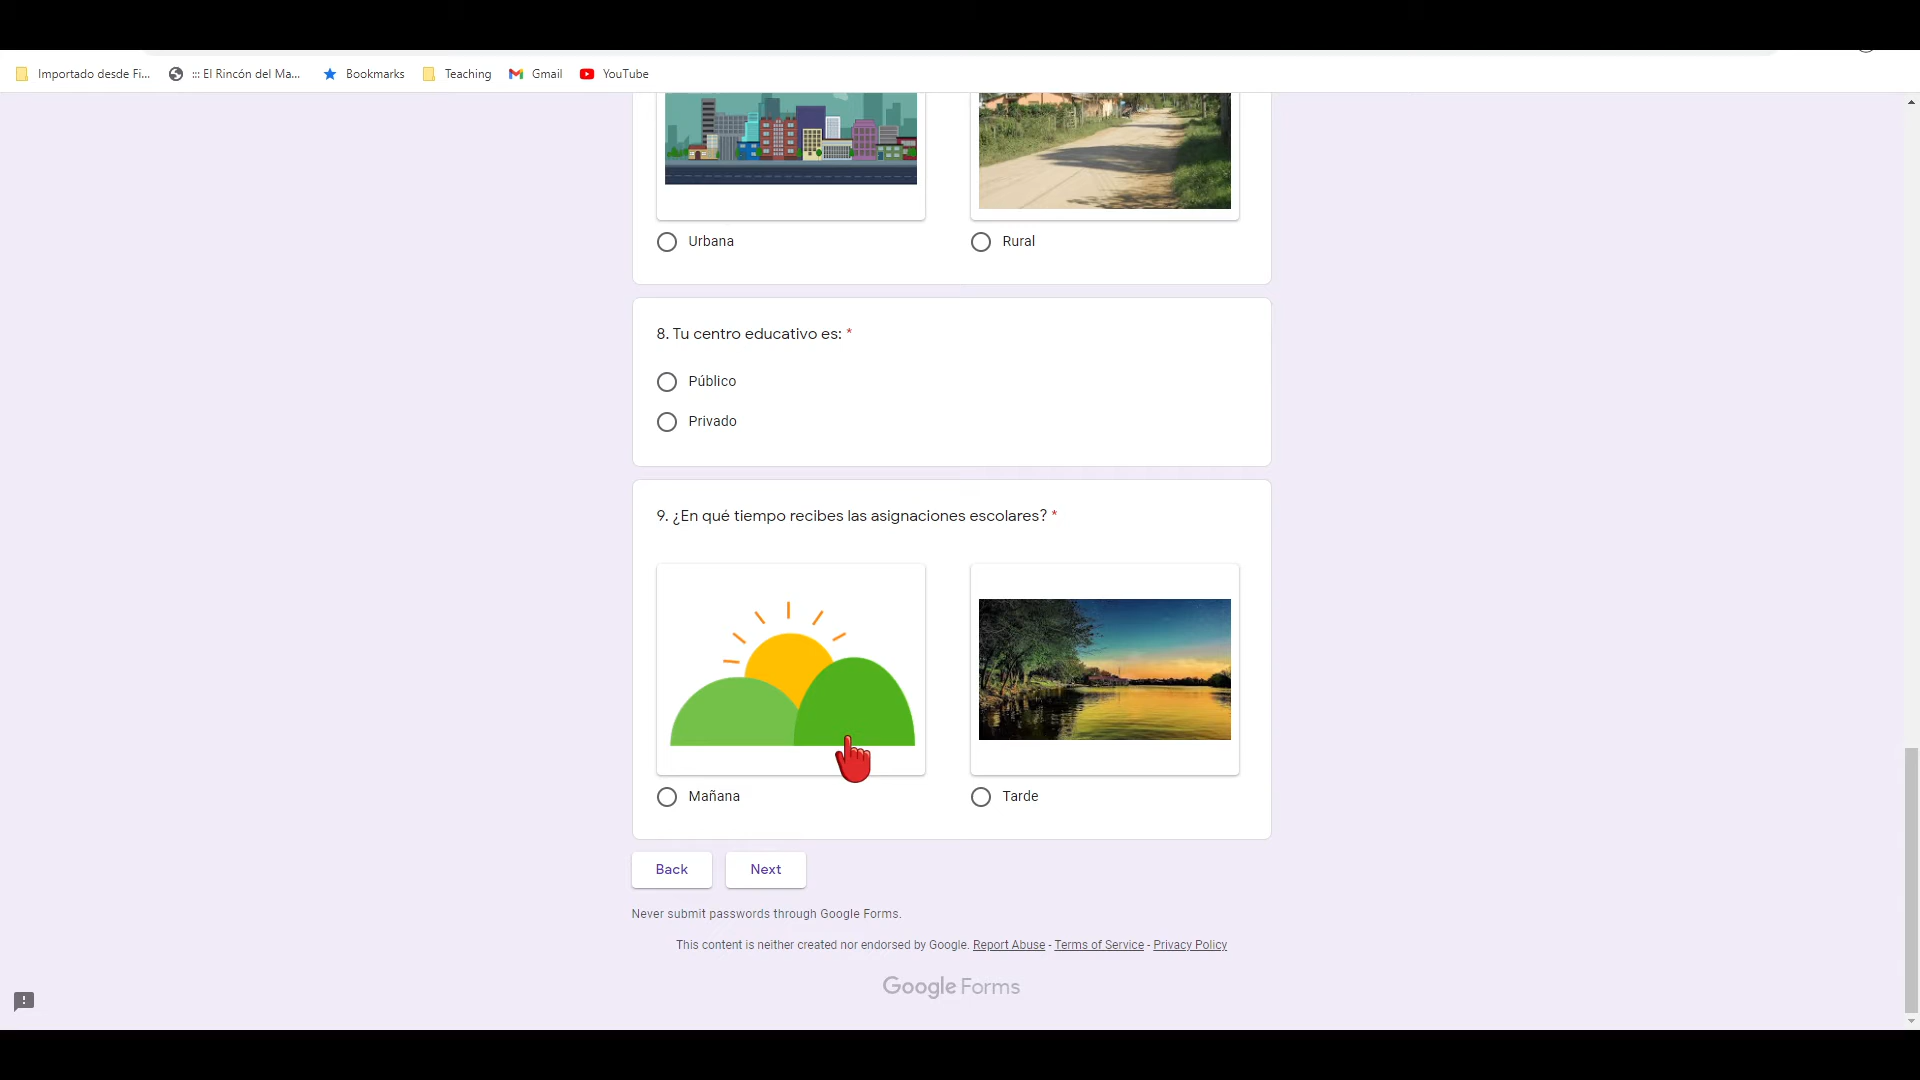 Importado desde Fi... ::: El Rincón del Ma... Bookmarks Teaching Gmail YouTube
Urbana Rural
8. Tu centro educativo es: *
Público
Privado
9. ¿En qué tiempo recibes las asignaciones escolares? *
Mañana Tarde
Back Next
Never submit passwords through Google Forms.
This content is neither created nor endorsed by Google. Report Abuse - Terms of Service - Privacy Policy
Google Forms